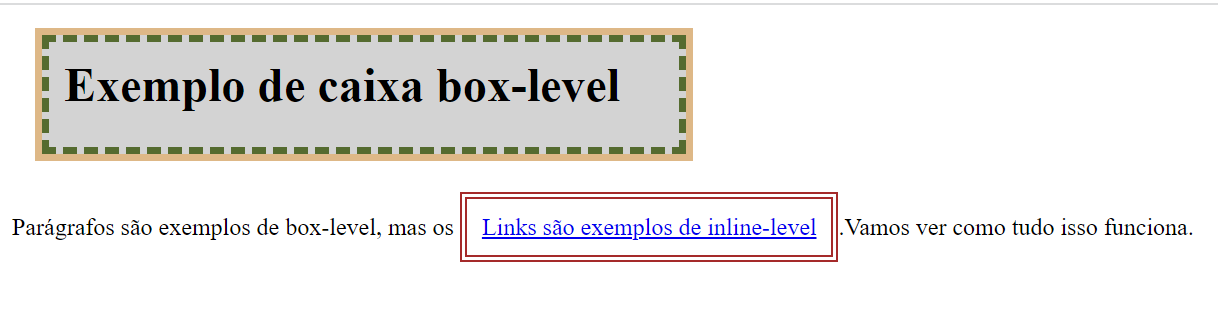 Exemplo de caixa box-level
Parágrafos são exemplos de box-level, mas os Links são exemplos de inline-level .Vamos ver como tudo isso funciona.